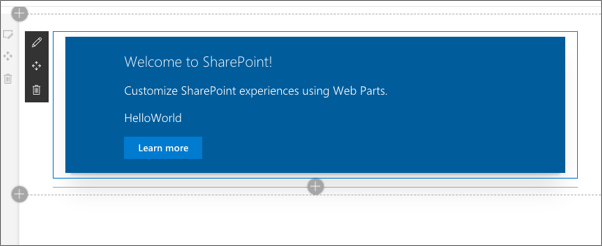 Welcome to SharePoint!
Customize SharePoint experiences using Web Parts.
HelloWorld
Learn more